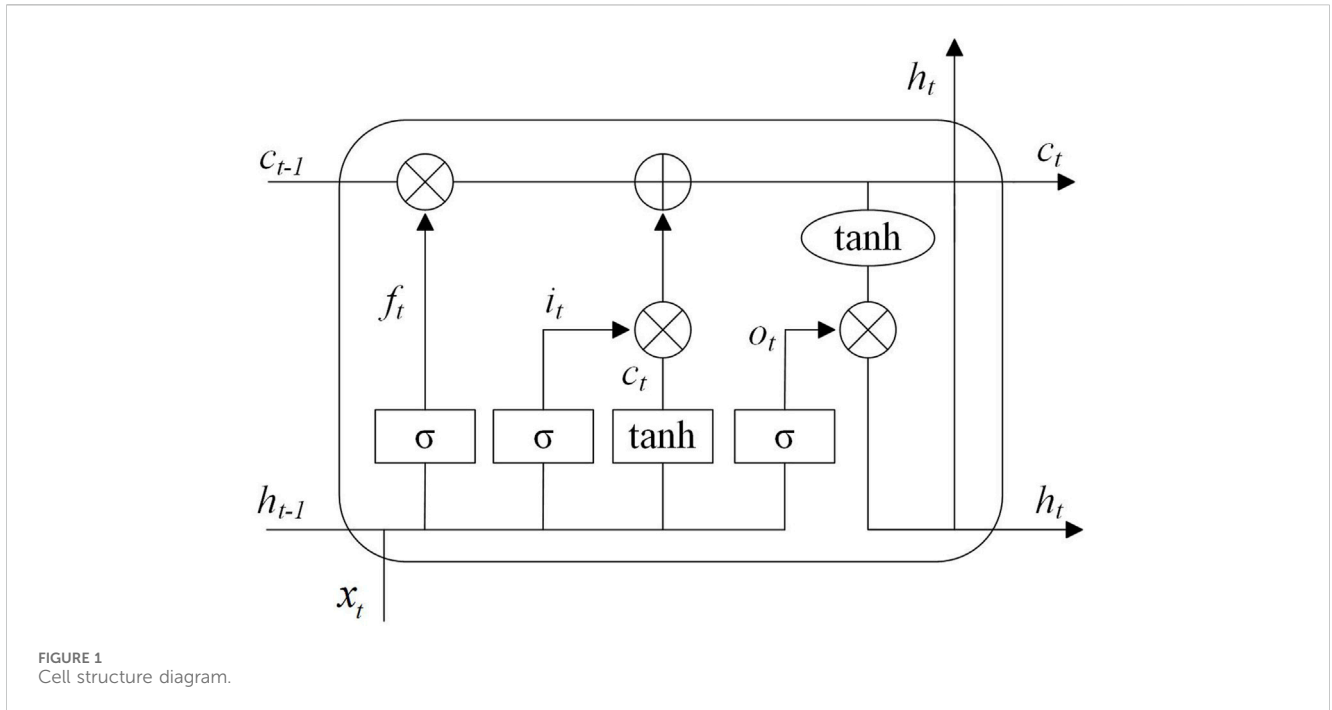 h_t
c_{t-1}
c_t
tanh
f_t
i_t
o_t
c_t
σ σ tanh σ
h_{t-1}
h_t
x_t
FIGURE 1
Cell structure diagram.